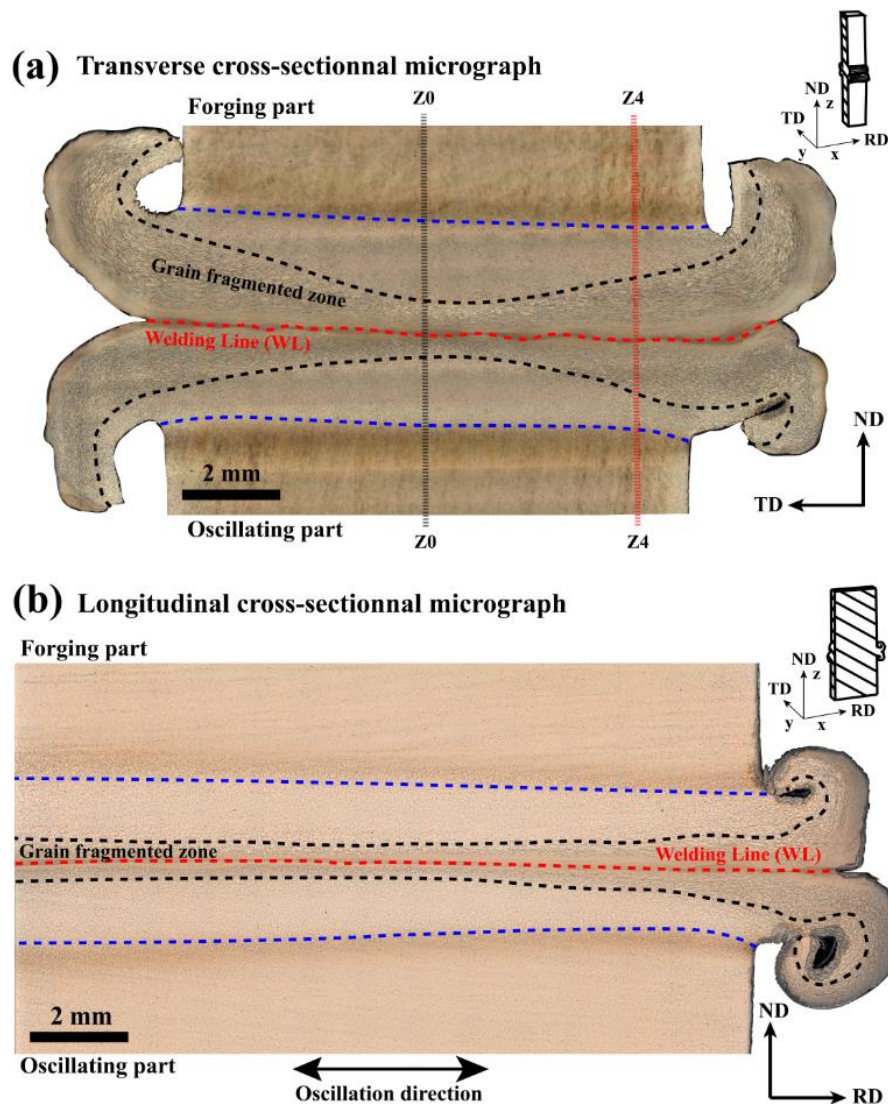 (a) Transverse cross-sectionnal micrograph
ND
z
TD
RD
y
x
Forging part
Z0
Z4
Grain fragmented zone
Welding Line (WL)
2 mm
ND
TD
Oscillating part
Z0
Z4
(b) Longitudinal cross-sectionnal micrograph
Forging part
ND
z
TD
RD
y
x
Grain fragmented zone
Welding Line (WL)
2 mm
ND
Oscillating part
Oscillation direction
RD